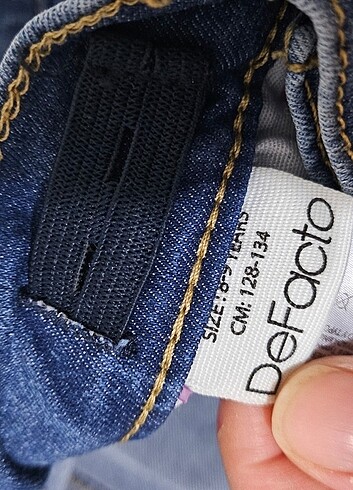 DeFacto
SIZE: 8-9 YEARS
CM: 128-134